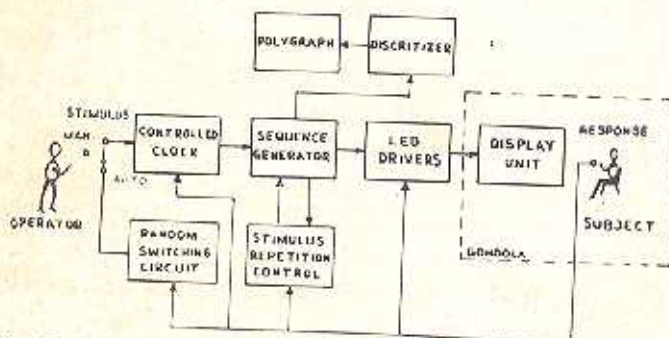 POLYGRAPH
DISCRITIZER
STIMULUS
MAN
AUTO
OPERATOR
CONTROLLED
CLOCK
SEQUENCE
GENERATOR
LED
DRIVERS
DISPLAY
UNIT
RESPONSE
SUBJECT
GONDOLA
RANDOM
SWITCHING
CIRCUIT
STIMULUS
REPETITION
CONTROL